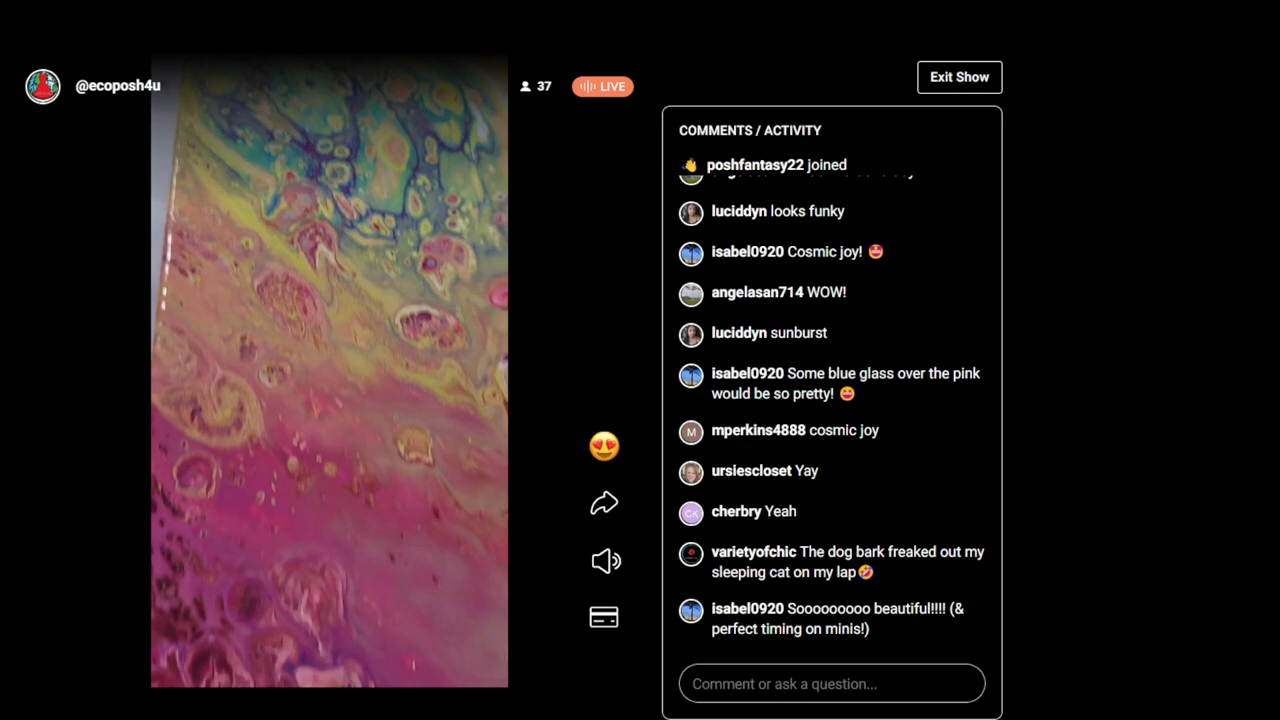 @ecoposh4u
37
LIVE
Exit Show
COMMENTS / ACTIVITY
poshfantasy22 joined
luciddyn looks funky
isabel0920 Cosmic joy! 🤩
angelasan714 WOW!
luciddyn sunburst
isabel0920 Some blue glass over the pink
would be so pretty! 😆
M
mperkins4888 cosmic joy
ursiescloset Yay
CK
cherbry Yeah
varietyofchic The dog bark freaked out my
sleeping cat on my lap🤣
isabel0920 Sooooooooo beautiful!!!! (&
perfect timing on minis!)
Comment or ask a question...